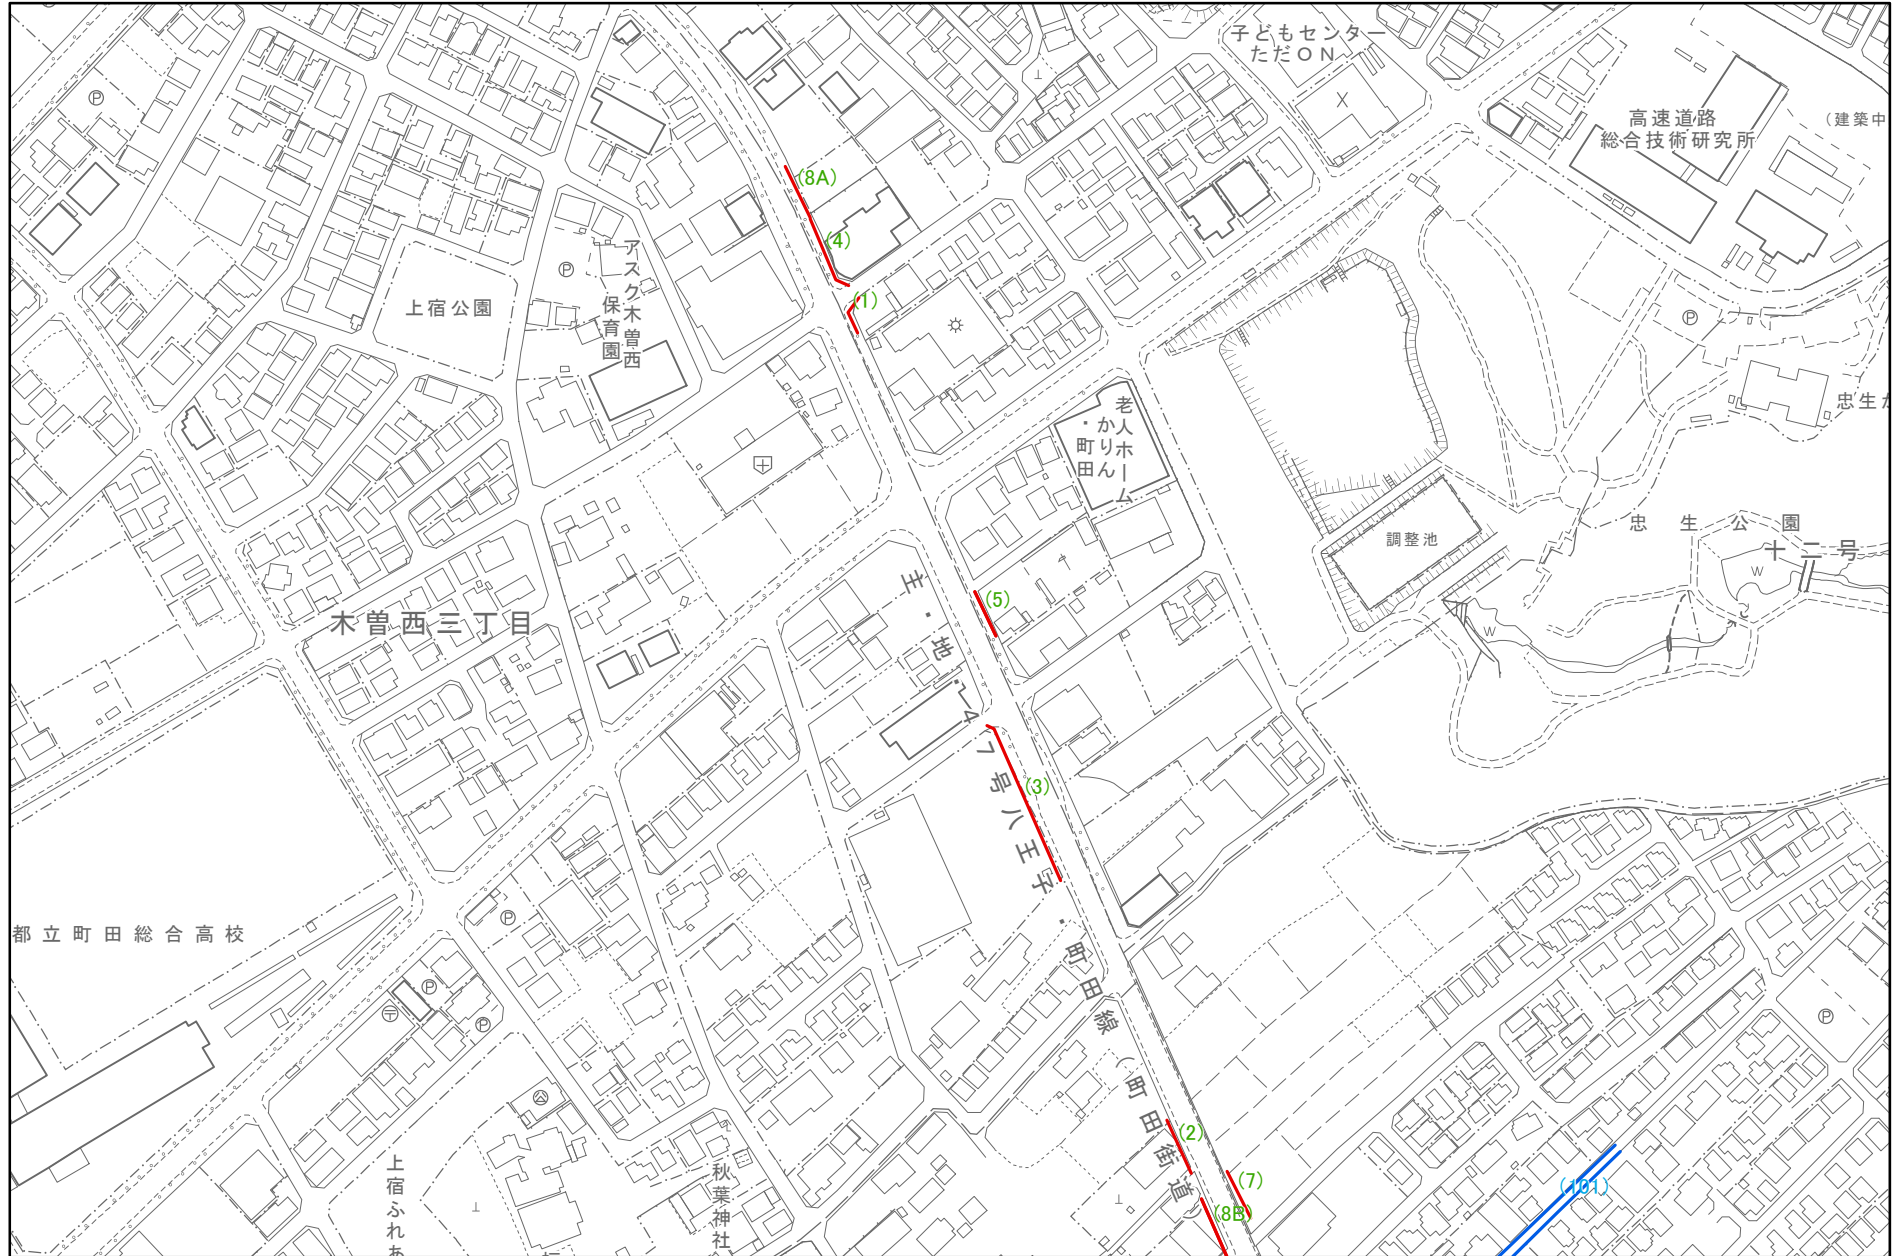 子どもセンター
ただON
高速道路
総合技術研究所
(建築中
(8A)
(4)
(1)
アスク木曽西
保育園
上宿公園
忠生が
老人ホーム
かりん
・町田
忠生公園
調整池
十二号
木曽西三丁目
(5)
(3)
主・地・47号八王子・町田線(町田街道)
都立町田総合高校
(2)
(7)
(8B)
(101)
上宿ふれあ
秋葉神社